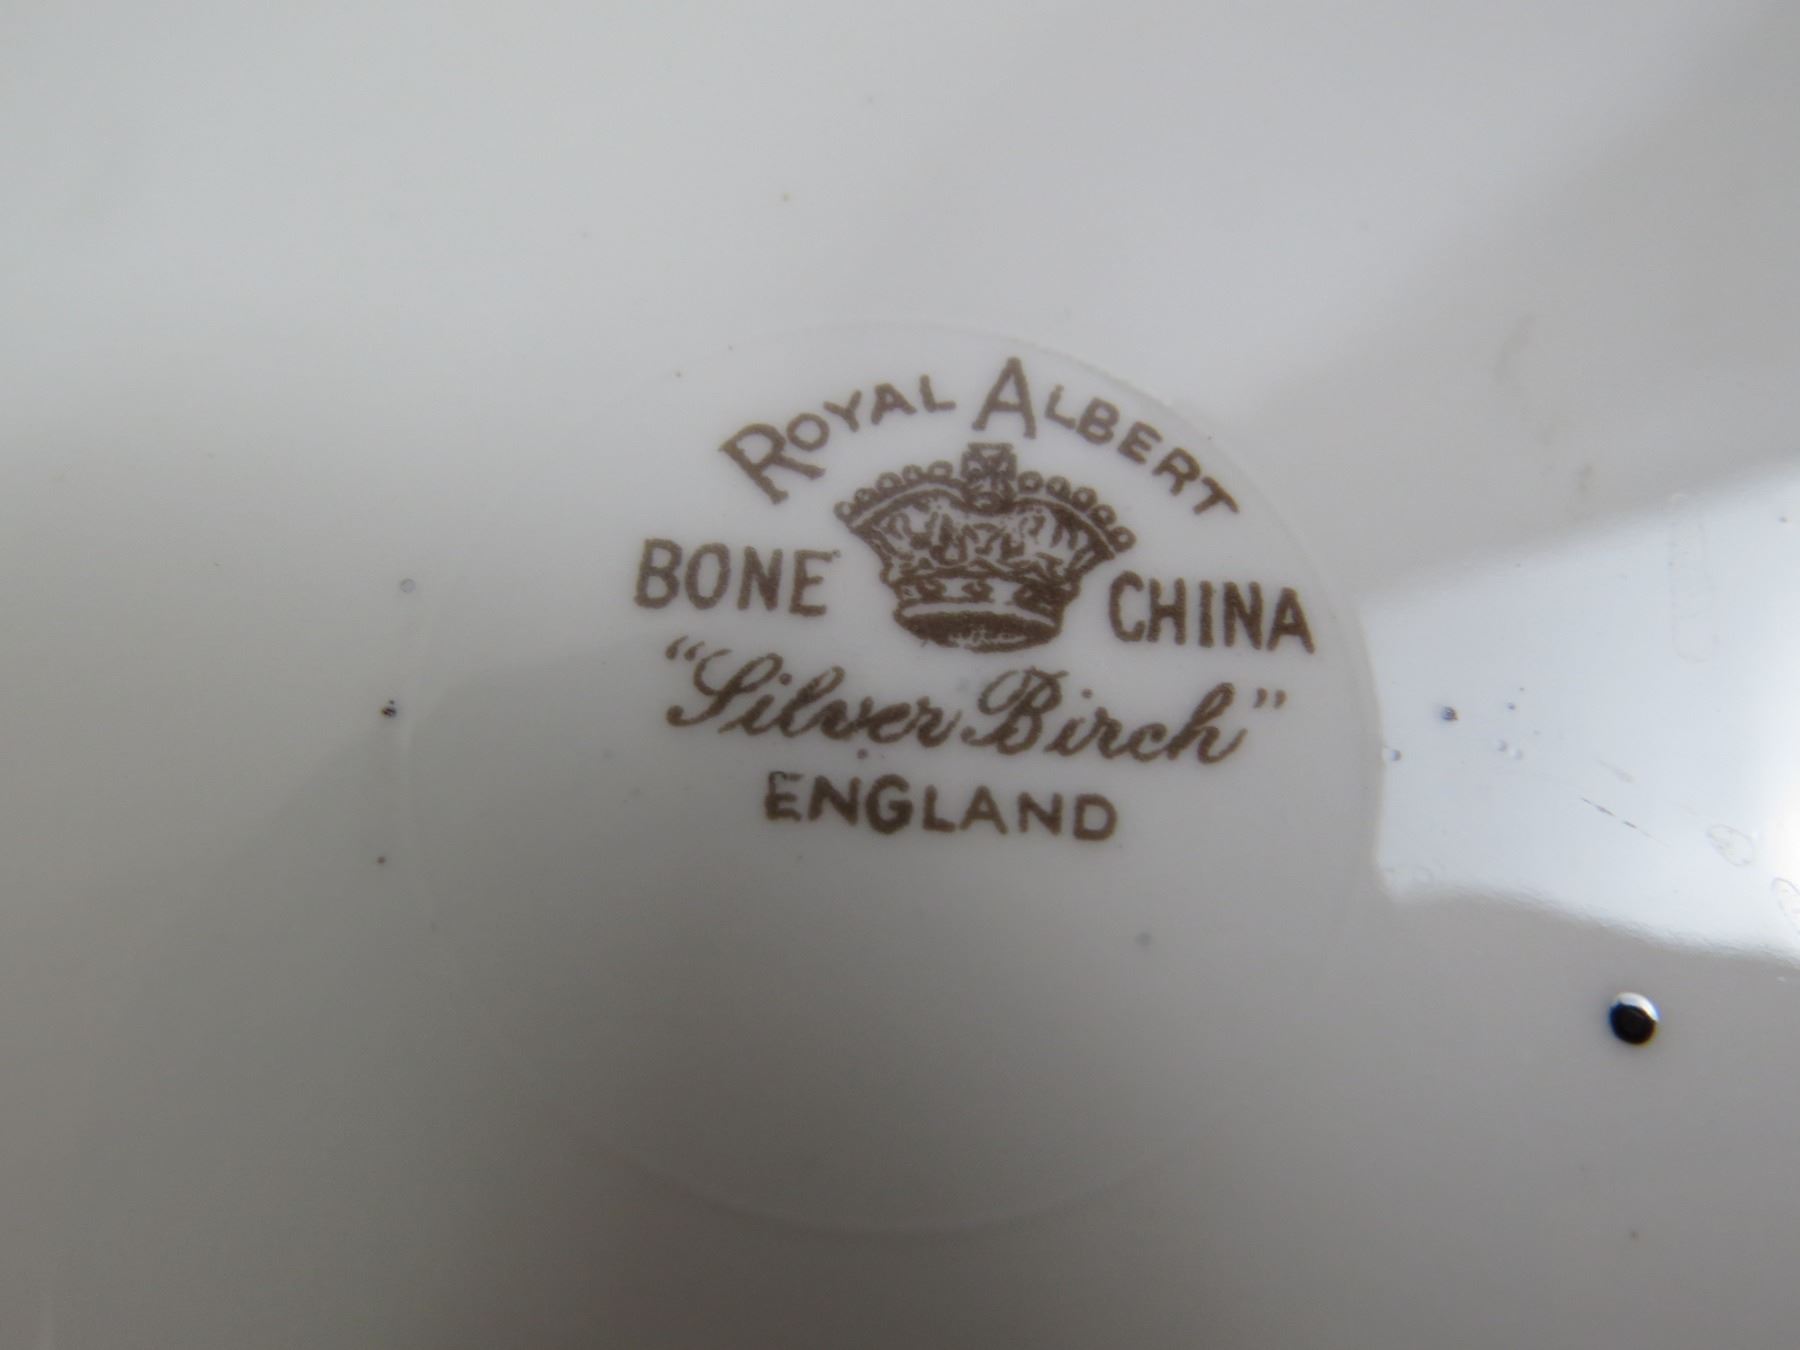 ROYAL ALBERT
BONE CHINA
"Silver Birch"
ENGLAND